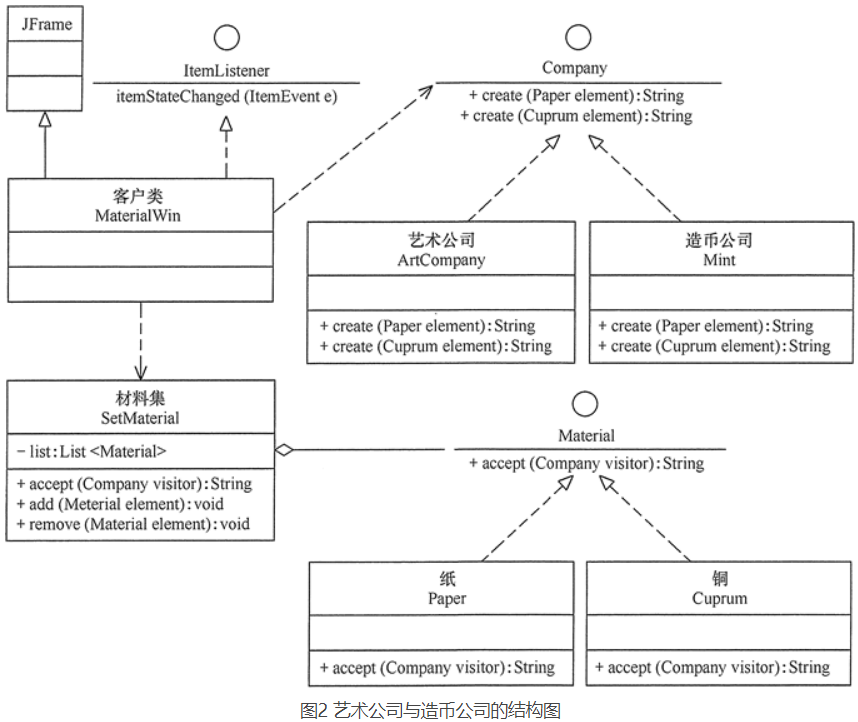 JFrame
ItemListener
itemStateChanged (ItemEvent e)
Company
+ create (Paper element): String
+ create (Cuprum element): String
客户类
MaterialWin
艺术公司
ArtCompany
+ create (Paper element): String
+ create (Cuprum element): String
造币公司
Mint
+ create (Paper element): String
+ create (Cuprum element): String
材料集
SetMaterial
− list: List <Material>
+ accept (Company visitor): String
+ add (Meterial element): void
+ remove (Material element): void
Material
+ accept (Company visitor): String
纸
Paper
+ accept (Company visitor): String
铜
Cuprum
+ accept (Company visitor): String
图2 艺术公司与造币公司的结构图